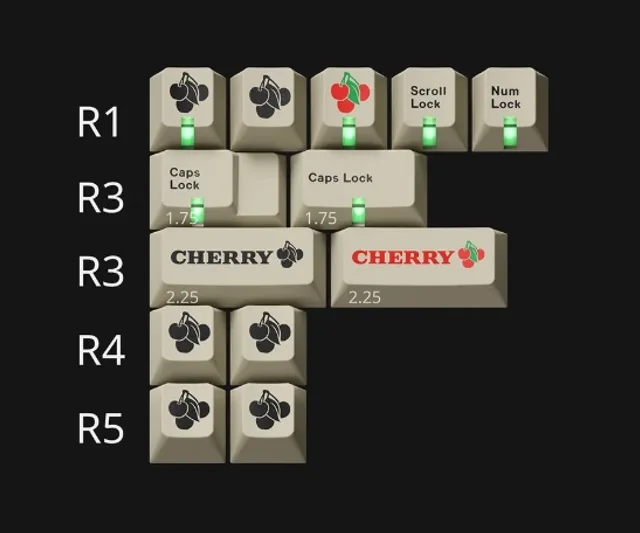 R1
Scroll
Lock
Num
Lock
R3
Caps
Lock
1.75
Caps Lock
1.75
R3
CHERRY
2.25
CHERRY
2.25
R4
R5